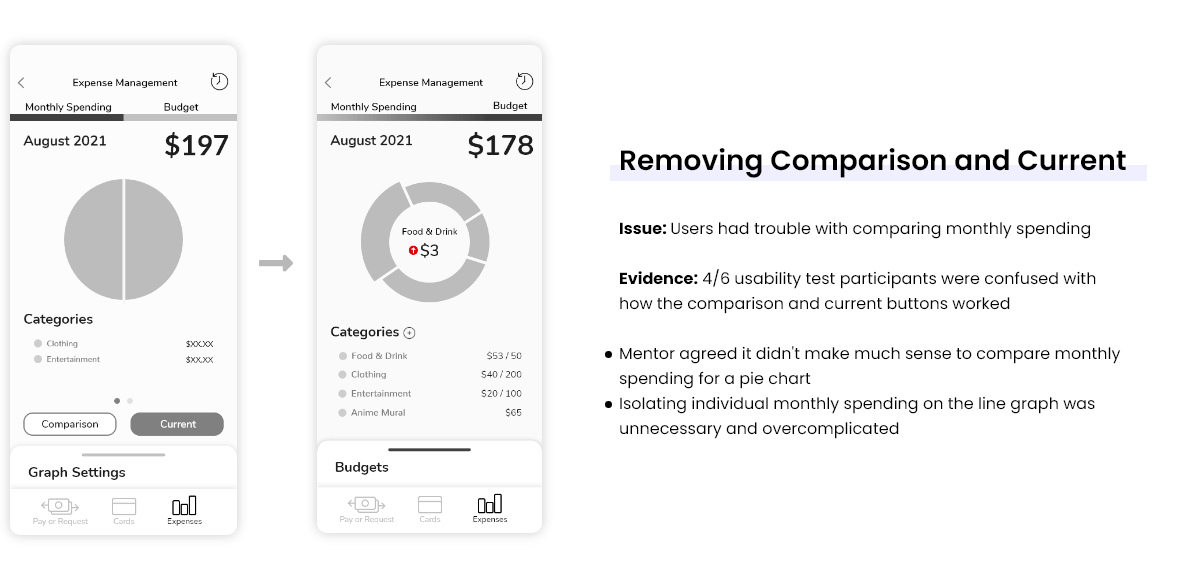 Expense Management
Monthly Spending Budget
August 2021 $197
Categories
Clothing $XX.XX
Entertainment $XX.XX
Comparison Current
Graph Settings
Pay or Request Cards Expenses
Expense Management
Monthly Spending Budget
August 2021 $178
Food & Drink
$3
Categories
Food & Drink $53 / 50
Clothing $40 / 200
Entertainment $20 / 100
Anime Mural $65
Budgets
Pay or Request Cards Expenses
Removing Comparison and Current
Issue: Users had trouble with comparing monthly spending
Evidence: 4/6 usability test participants were confused with
how the comparison and current buttons worked
Mentor agreed it didn't make much sense to compare monthly
spending for a pie chart
Isolating individual monthly spending on the line graph was
unnecessary and overcomplicated